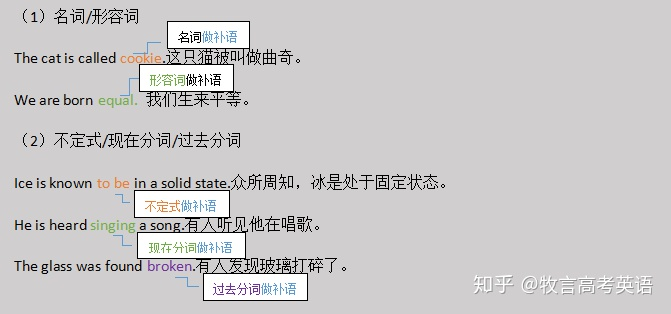 （1）名词/形容词
名词做补语
The cat is called cookie.这只猫被叫做曲奇。
形容词做补语
We are born equal. 我们生来平等。
（2）不定式/现在分词/过去分词
Ice is known to be in a solid state.众所周知，冰是处于固定状态。
不定式做补语
He is heard singing a song.有人听见他在唱歌。
现在分词做补语
The glass was found broken.有人发现玻璃打碎了。
过去分词做补语
知乎 @牧言高考英语